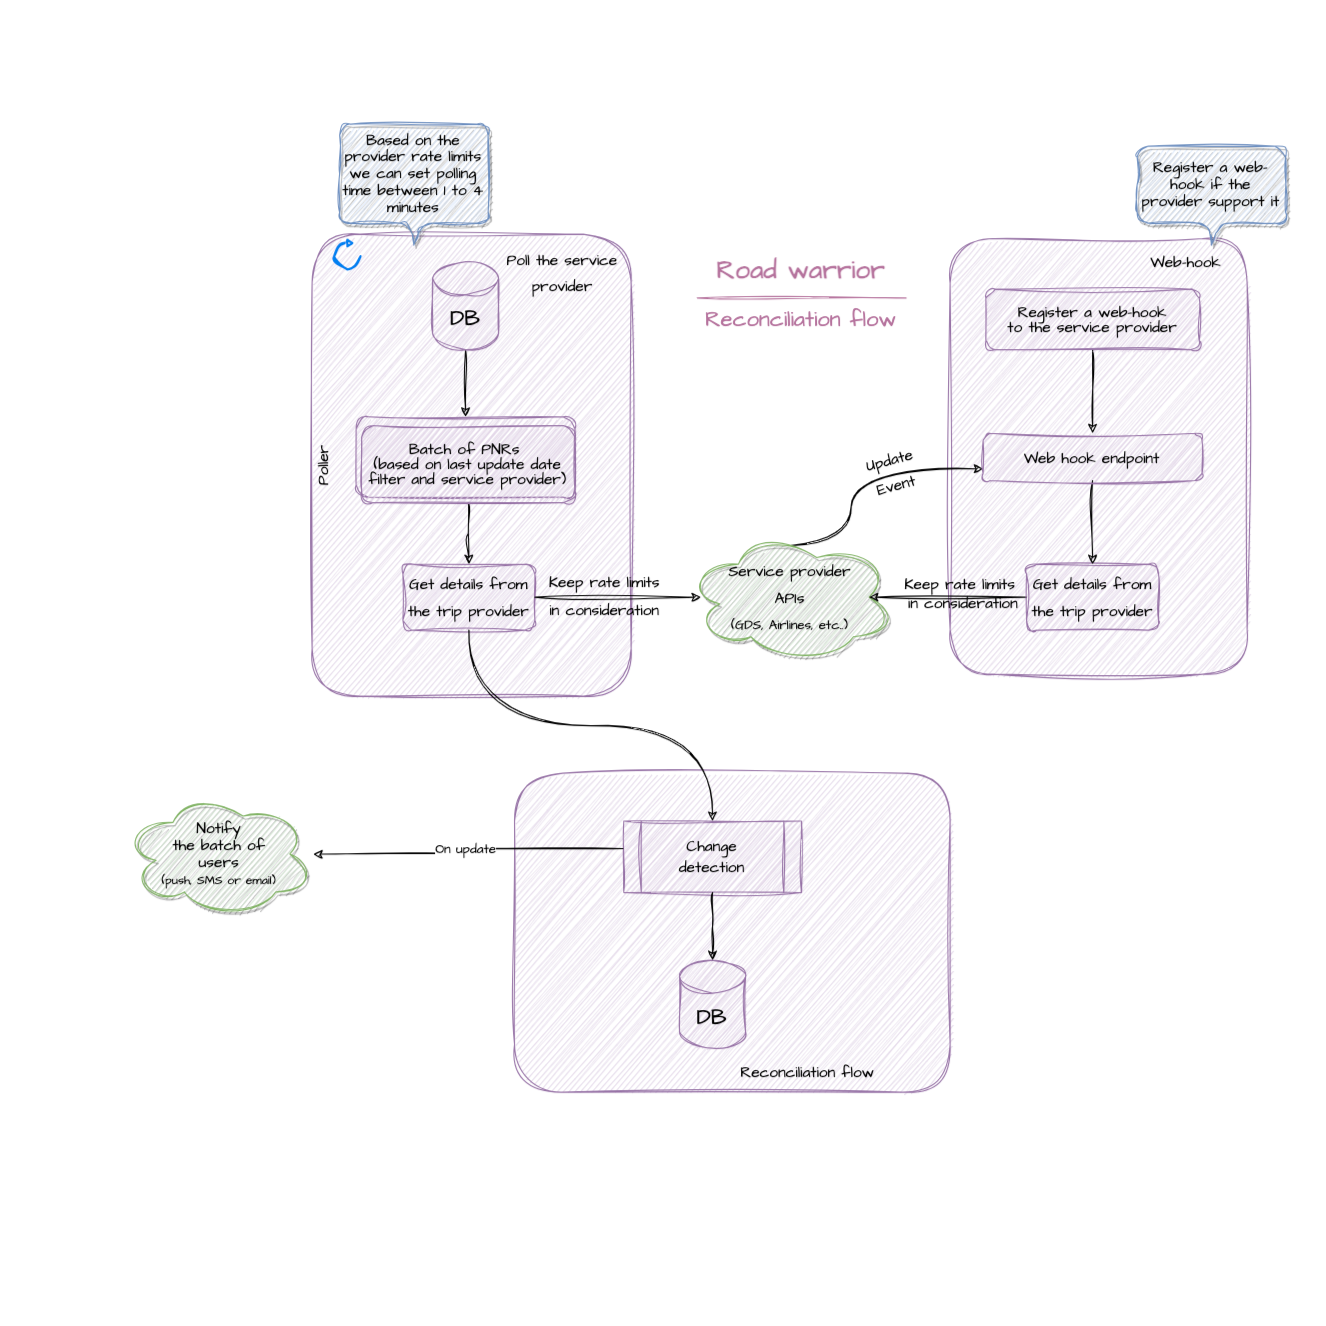 Based on the
provider rate limits
we can set polling
time between 1 to 4
minutes
Register a web-
hook if the
provider support it
Poll the service
provider
DB
Batch of PNRs
(based on last update date
filter and service provider)
Poller
Get details from
the trip provider
Keep rate limits
in consideration
Road warrior
Reconciliation flow
Service provider
APIs
(GDS, Airlines, etc..)
Update
Event
Web-hook
Register a web-hook
to the service provider
Web hook endpoint
Get details from
the trip provider
Keep rate limits
in consideration
Notify
the batch of
users
(push, SMS or email)
On update
Change
detection
DB
Reconciliation flow